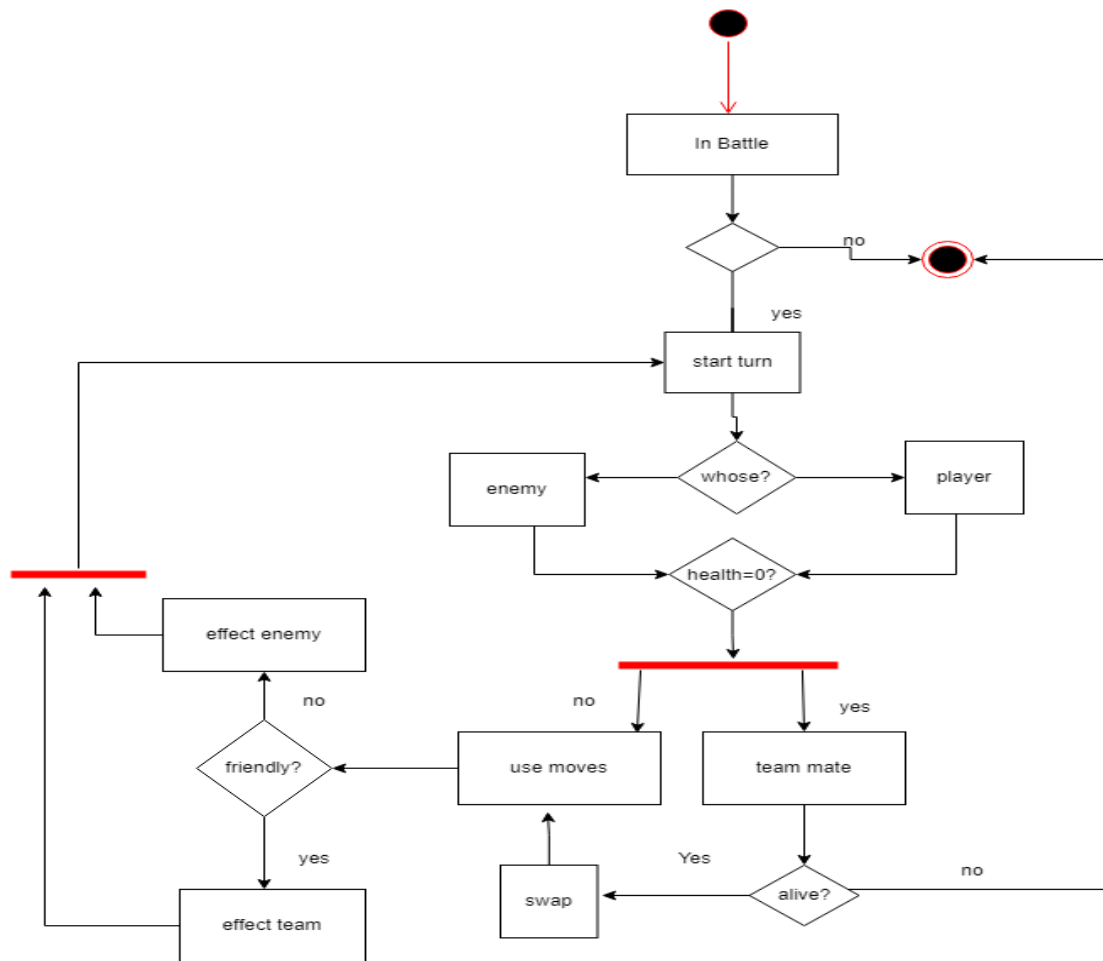 In Battle
no
yes
start turn
whose?
enemy
player
health=0?
effect enemy
no
no
yes
friendly?
use moves
team mate
yes
Yes
no
effect team
swap
alive?